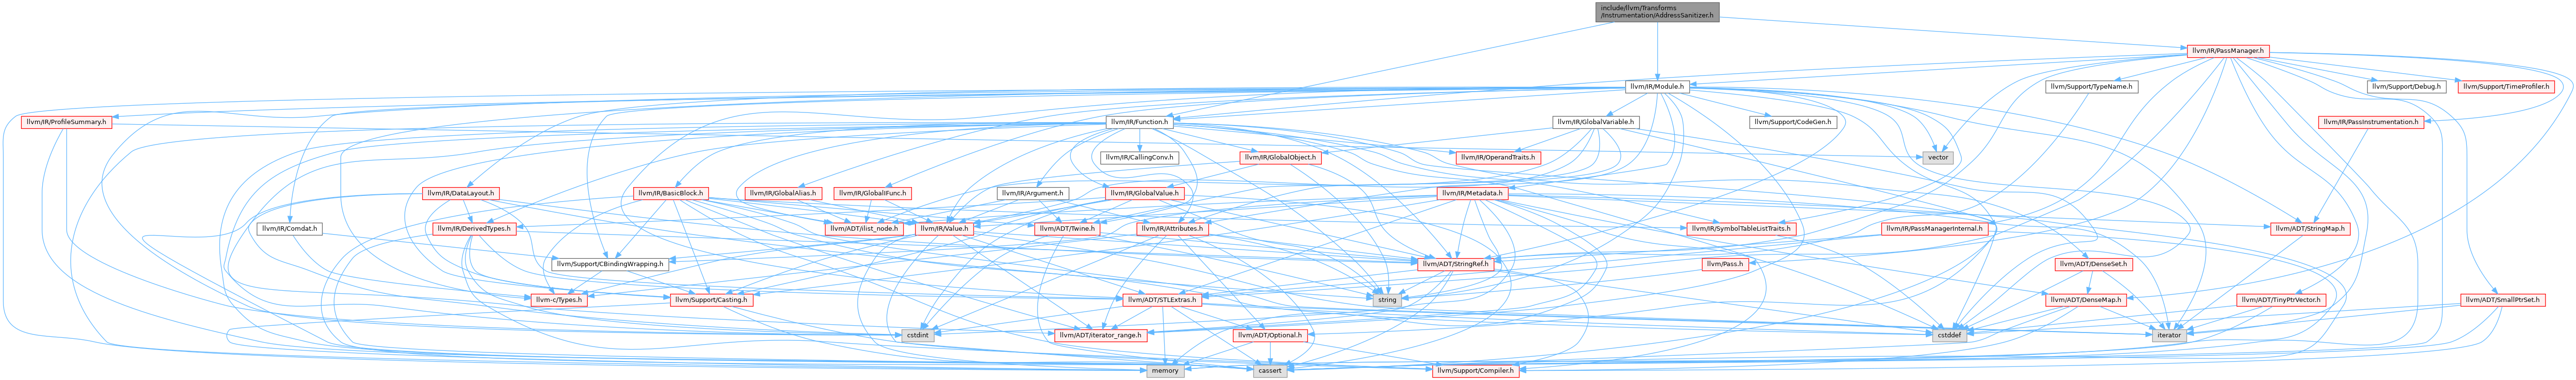 include/llvm/Transforms
/Instrumentation/AddressSanitizer.h
llvm/IR/PassManager.h
llvm/IR/Module.h
llvm/Support/TypeName.h
llvm/Support/Debug.h
llvm/Support/TimeProfiler.h
llvm/IR/ProfileSummary.h
llvm/IR/Function.h
llvm/IR/GlobalVariable.h
llvm/Support/CodeGen.h
llvm/IR/PassInstrumentation.h
llvm/IR/CallingConv.h
llvm/IR/GlobalObject.h
llvm/IR/OperandTraits.h
vector
llvm/IR/DataLayout.h
llvm/IR/BasicBlock.h
llvm/IR/GlobalAlias.h
llvm/IR/GlobalIFunc.h
llvm/IR/Argument.h
llvm/IR/GlobalValue.h
llvm/IR/Metadata.h
llvm/IR/Comdat.h
llvm/IR/DerivedTypes.h
llvm/ADT/ilist_node.h
llvm/IR/Value.h
llvm/ADT/Twine.h
llvm/IR/Attributes.h
llvm/IR/SymbolTableListTraits.h
llvm/IR/PassManagerInternal.h
llvm/ADT/StringMap.h
llvm/Support/CBindingWrapping.h
llvm/ADT/StringRef.h
llvm/Pass.h
llvm/ADT/DenseSet.h
llvm-c/Types.h
llvm/Support/Casting.h
llvm/ADT/STLExtras.h
string
llvm/ADT/DenseMap.h
llvm/ADT/TinyPtrVector.h
llvm/ADT/SmallPtrSet.h
cstdint
llvm/ADT/iterator_range.h
llvm/ADT/Optional.h
cstddef
iterator
memory
cassert
llvm/Support/Compiler.h